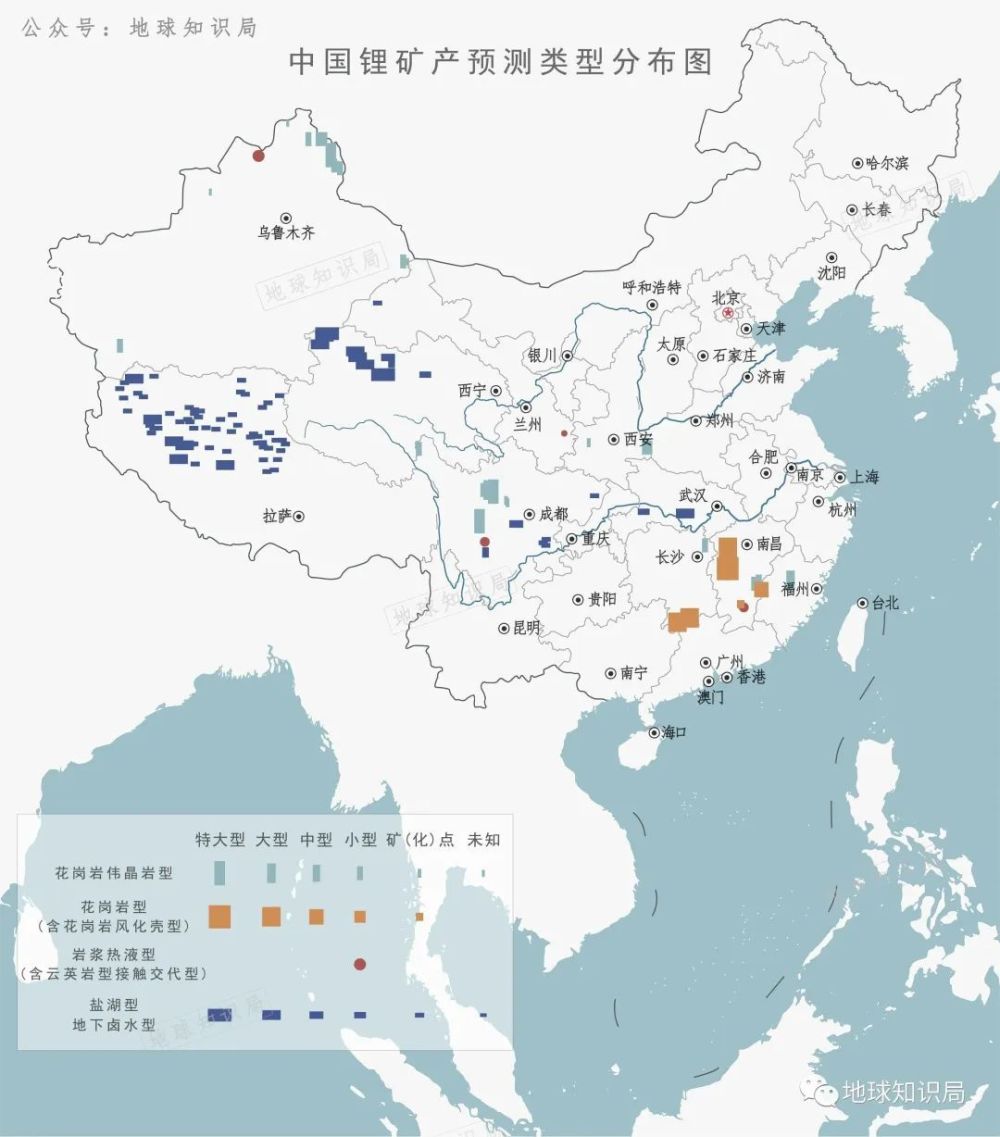 公众号：地球知识局
中国锂矿产预测类型分布图
哈尔滨
长春
地球知识局
乌鲁木齐
沈阳
地球知识局
呼和浩特
北京
天津
太原
石家庄
银川
济南
西宁
兰州
郑州
西安
合肥
南京
上海
武汉
杭州
拉萨
成都
重庆
长沙
南昌
地球知识局
贵阳
福州
台北
昆明
南宁
广州
香港
澳门
海口
特大型 大型 中型 小型 矿(化)点 未知
花岗岩伟晶岩型
花岗岩型
(含花岗岩风化壳型)
岩浆热液型
(含云英岩型接触交代型)
盐湖型
地下卤水型
地球知识局
地球知识局